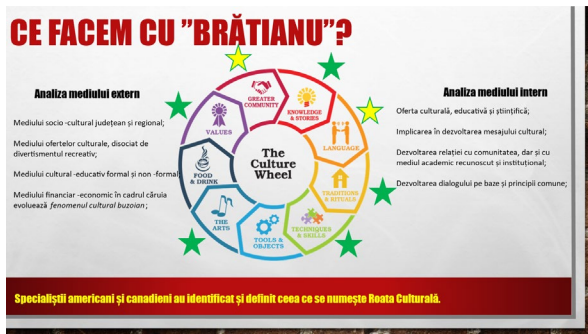 CE FACEM CU ”BRĂTIANU”?
Analiza mediului extern
Mediului socio -cultural județean și regional;
Mediului ofertelor culturale, disociat de
divertismentul recreativ;
Mediului cultural -educativ formal și non -formal
Mediului financiar -economic în cadrul căruia
evoluează fenomenul cultural buzoian;
The
Culture
Wheel
GREATER
COMMUNITY
KNOWLEDGE
& STORIES
LANGUAGE
TRADITIONS
& RITUALS
TECHNIQUES
& SKILLS
TOOLS &
OBJECTS
THE
ARTS
FOOD
& DRINK
VALUES
Analiza mediului intern
Oferta culturală, educativă și științifică;
Implicarea în dezvoltarea mesajului cultural;
Dezvoltarea relației cu comunitatea, dar și cu
mediul academic recunoscut și instituțional;
Dezvoltarea dialogului pe baze și principii comune;
Specialiștii americani și canadieni au identificat și definit ceea ce se numește Roata Culturală.